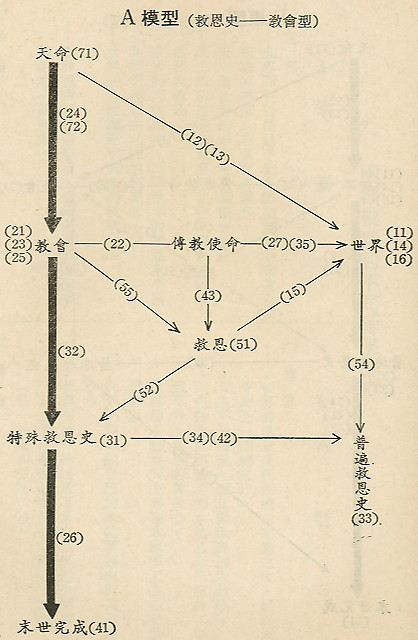 A 模型 (救恩史——教會型)
天命(71)
(24)
(72)
(12)(13)
(21)
(23)
(25)
教會
(22)
傳教使命
(27)(35)
世界
(11)
(14)
(16)
(55)
(43)
(15)
救恩(51)
(32)
(54)
(52)
特殊救恩史(31)
(34)(42)
普遍救恩史(33)
(26)
末世完成(41)